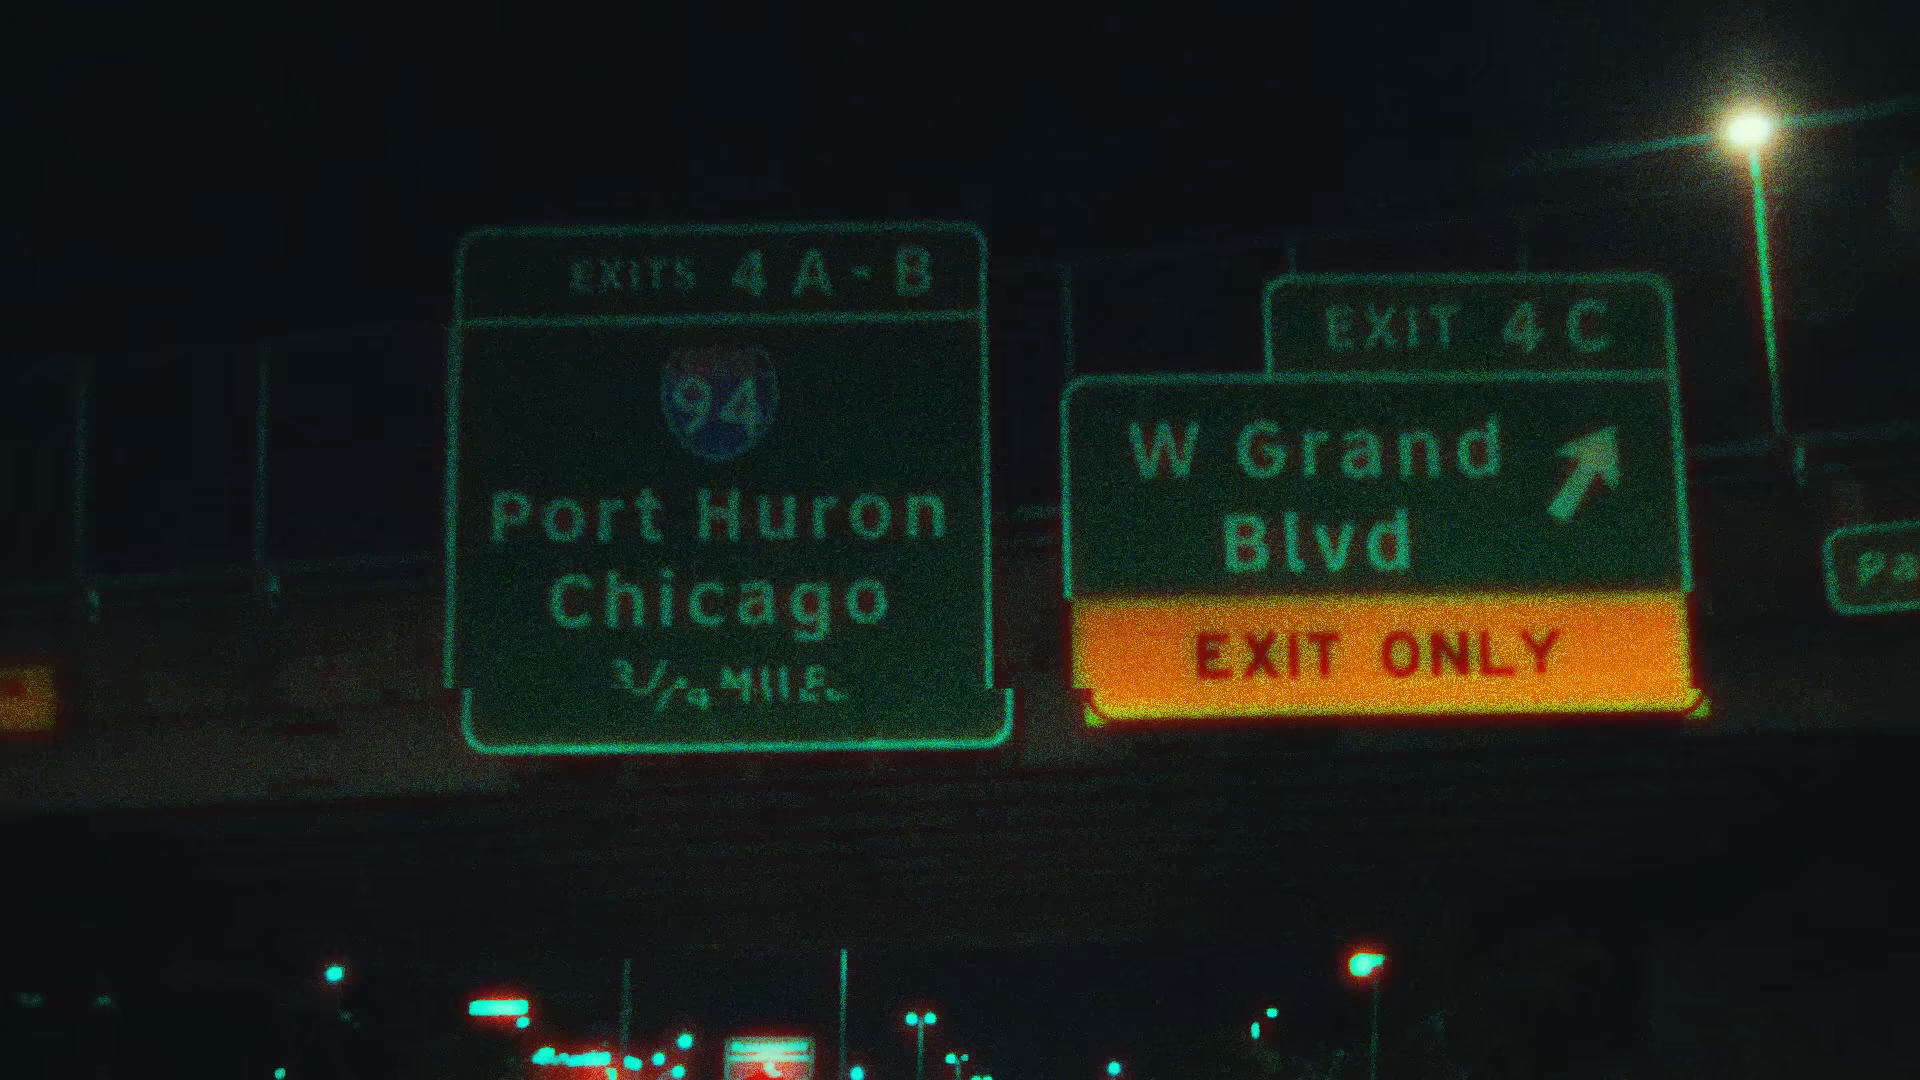 EXITS 4 A - B
94
Port Huron
Chicago
3/4 MILE
EXIT 4 C
W Grand
Blvd
EXIT ONLY